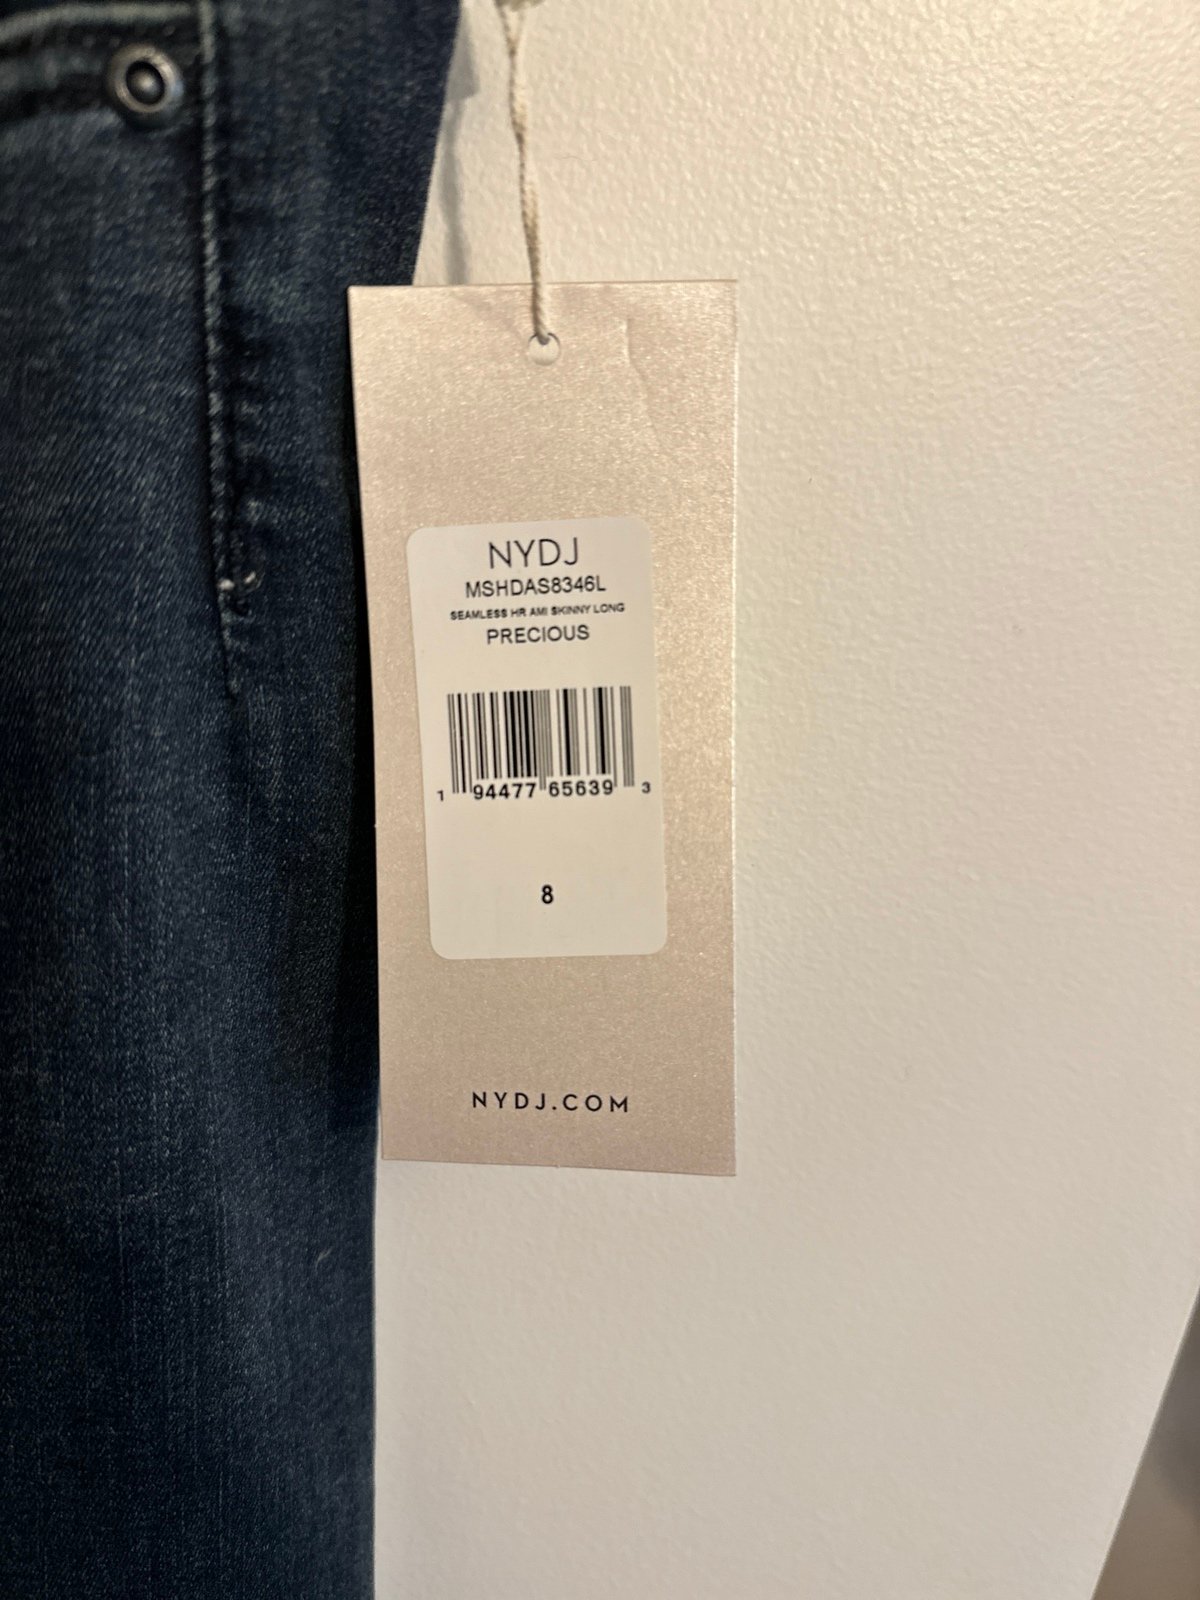 NYDJ
MSHDAS8346L
SEAMLESS HR AMI SKINNY LONG
PRECIOUS
1 94477 65639 3
8
NYDJ.COM